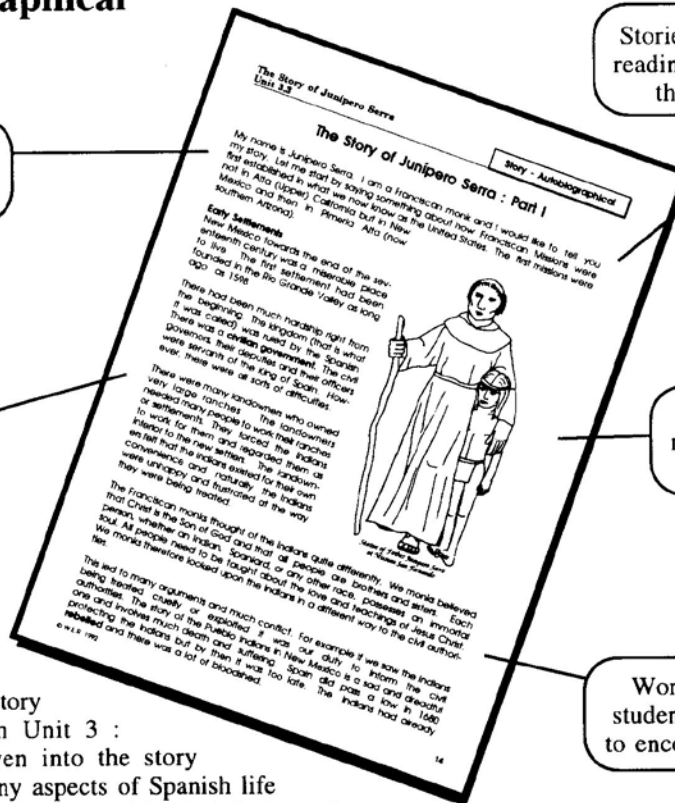 aphical
Storie
readin
th
The Story of Junípero Serra
Unit 3.3
Story - Autobiographical
The Story of Junípero Serra : Part I
My name is Junípero Serra. I am a Franciscan monk and I would like to tell you
my story. Let me start by saying something about how Franciscan Missions were
first established in what we now know as the United States. The first missions were
not in Alta (Upper) California but in New
Mexico and then in Pimeria Alta (now
southern Arizona).
Early Settlements
New Mexico towards the end of the sev-
enteenth century was a miserable place
to live. The first settlement had been
founded in the Rio Grande Valley as long
ago as 1598.
There had been much hardship right from
the beginning. The kingdom (that is what
it was called) was ruled by the Spanish
There was a civilian government. The civil
governors, their deputies and their officers
were servants of the King of Spain. How-
ever, there were all sorts of difficulties.
There were many landowners who owned
very large ranches. The landowners
needed many people to work their ranches
or settlements. They forced the Indians
to work for them and regarded them as
inferior to the new settlers. The landown-
ers felt that the Indians existed for their own
convenience and naturally, the Indians
were unhappy and frustrated at the way
they were being treated.
Statue of Father Junípero Serra
at Mission San Fernando
The Franciscan monks thought of the Indians quite differently. We monks believed
that Christ is the Son of God and that all people are brothers and sisters. Each
person, whether an Indian, Spaniard, or any other race, possesses an immortal
soul. All people need to be taught about the love and teachings of Jesus Christ.
We monks therefore looked upon the Indians in a different way to the civil authori-
ties.
This led to many arguments and much conflict. For example if we saw the Indians
being treated cruelly or exploited it was our duty to inform the civil
authorities. The story of the Pueblo Indians in New Mexico is a sad and dreadful
one and involves much death and suffering. Spain did pass a law in 1680
protecting the Indians but by then it was too late. The Indians had already
rebelled and there was a lot of bloodshed.
© W.E.R. 1992
14
Wor
studen
to enco
tory
n Unit 3 :
en into the story
ny aspects of Spanish life